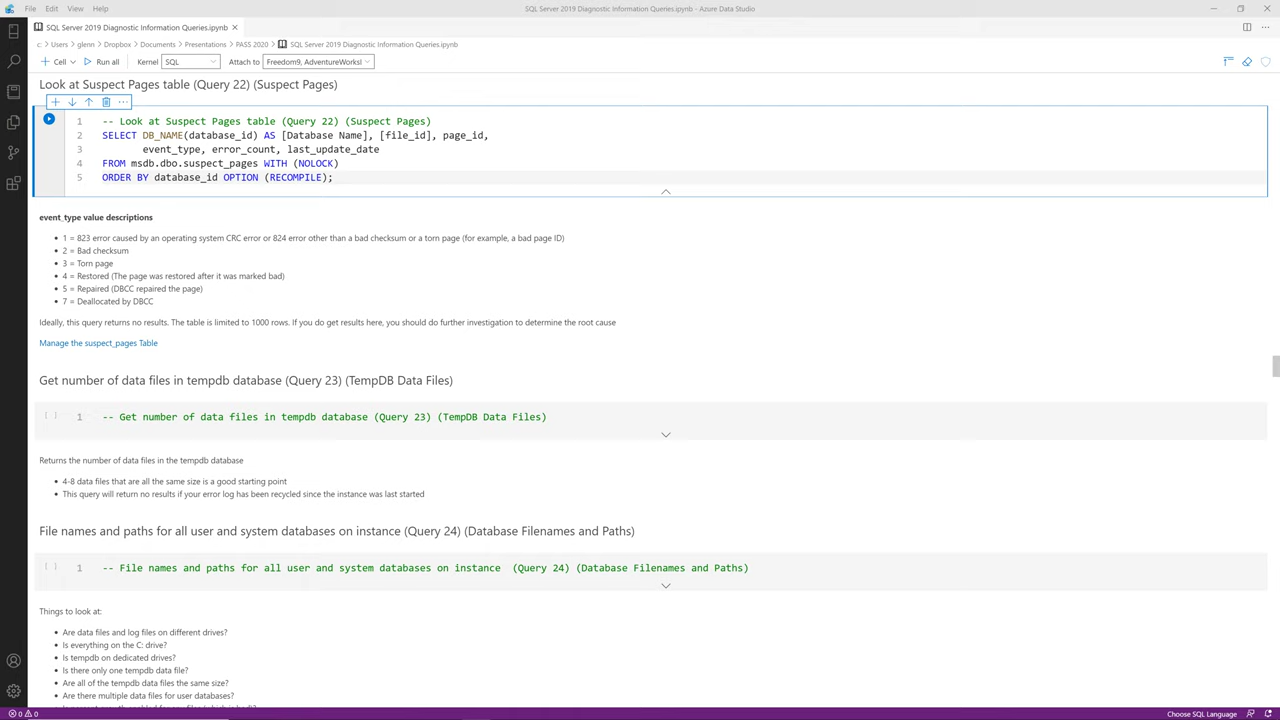 File Edit View Help
SQL Server 2019 Diagnostic Information Queries.ipynb - Azure Data Studio
SQL Server 2019 Diagnostic Information Queries.ipynb
c: > Users > glenn > Dropbox > Documents > Presentations > PASS 2020 > SQL Server 2019 Diagnostic Information Queries.ipynb
Cell Run all Kernel SQL Attach to Freedom9, AdventureWorks
Look at Suspect Pages table (Query 22) (Suspect Pages)
1 -- Look at Suspect Pages table (Query 22) (Suspect Pages)
2 SELECT DB_NAME(database_id) AS [Database Name], [file_id], page_id,
3 event_type, error_count, last_update_date
4 FROM msdb.dbo.suspect_pages WITH (NOLOCK)
5 ORDER BY database_id OPTION (RECOMPILE);
event_type value descriptions
• 1 = 823 error caused by an operating system CRC error or 824 error other than a bad checksum or a torn page (for example, a bad page ID)
• 2 = Bad checksum
• 3 = Torn page
• 4 = Restored (The page was restored after it was marked bad)
• 5 = Repaired (DBCC repaired the page)
• 7 = Deallocated by DBCC
Ideally, this query returns no results. The table is limited to 1000 rows. If you do get results here, you should do further investigation to determine the root cause
Manage the suspect_pages Table
Get number of data files in tempdb database (Query 23) (TempDB Data Files)
[ ] 1 -- Get number of data files in tempdb database (Query 23) (TempDB Data Files)
Returns the number of data files in the tempdb database
• 4-8 data files that are all the same size is a good starting point
• This query will return no results if your error log has been recycled since the instance was last started
File names and paths for all user and system databases on instance (Query 24) (Database Filenames and Paths)
[ ] 1 -- File names and paths for all user and system databases on instance (Query 24) (Database Filenames and Paths)
Things to look at:
• Are data files and log files on different drives?
• Is everything on the C: drive?
• Is tempdb on dedicated drives?
• Is there only one tempdb data file?
• Are all of the tempdb data files the same size?
• Are there multiple data files for user databases?
0 0 Choose SQL Language